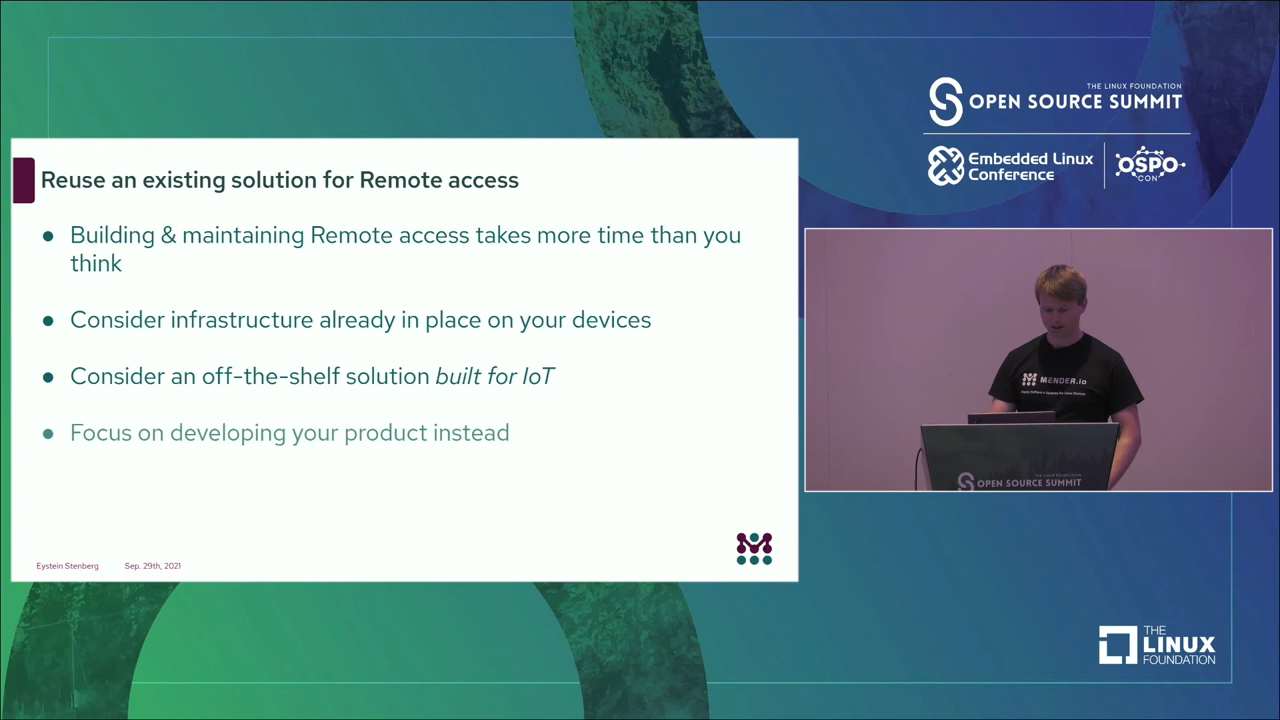 THE LINUX FOUNDATION
OPEN SOURCE SUMMIT
Embedded Linux
Conference
OSPO
CON
Reuse an existing solution for Remote access
● Building & maintaining Remote access takes more time than you
think
● Consider infrastructure already in place on your devices
● Consider an off-the-shelf solution built for IoT
● Focus on developing your product instead
Eystein Stenberg Sep. 29th, 2021
MENDER.io
THE LINUX FOUNDATION
OPEN SOURCE SUMMIT
THE
LINUX
FOUNDATION